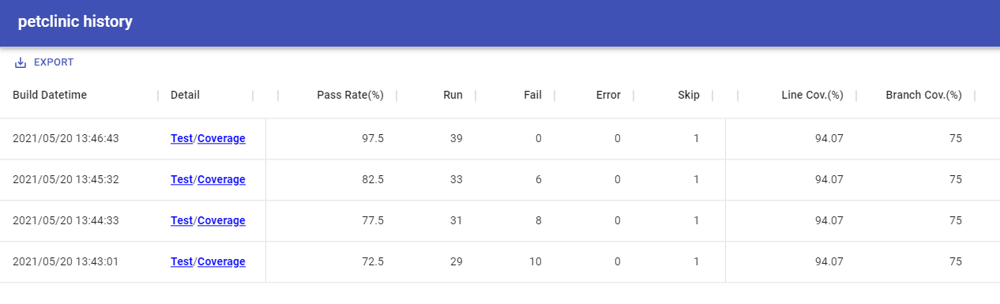 petclinic history
EXPORT
Build Datetime Detail Pass Rate(%) Run Fail Error Skip Line Cov.(%) Branch Cov.(%)
2021/05/20 13:46:43 Test/Coverage 97.5 39 0 0 1 94.07 75
2021/05/20 13:45:32 Test/Coverage 82.5 33 6 0 1 94.07 75
2021/05/20 13:44:33 Test/Coverage 77.5 31 8 0 1 94.07 75
2021/05/20 13:43:01 Test/Coverage 72.5 29 10 0 1 94.07 75